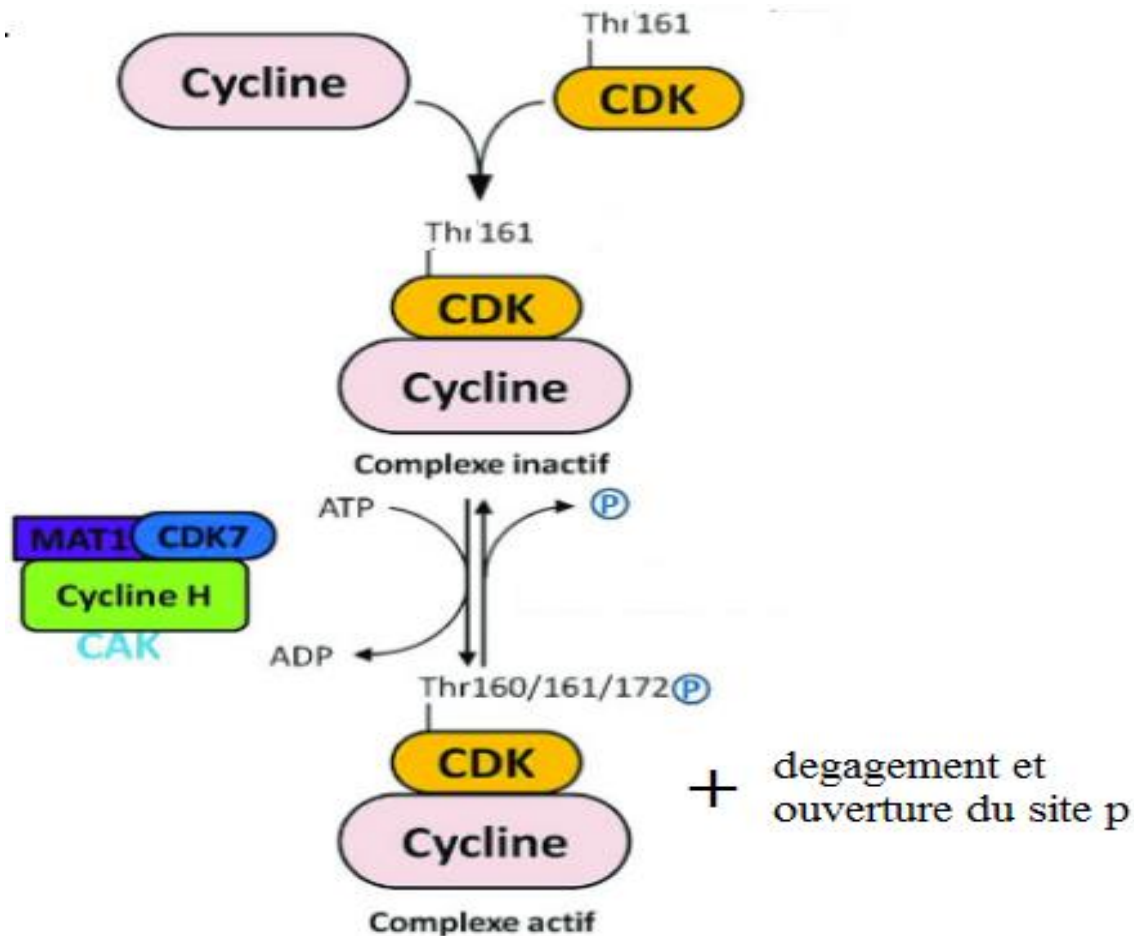 Thr161
Cycline
CDK
Thr161
CDK
Cycline
Complexe inactif
ATP
P
MAT1
CDK7
Cycline H
CAK
ADP
Thr160/161/172 P
CDK
Cycline
Complexe actif
+
degagement et
ouverture du site p